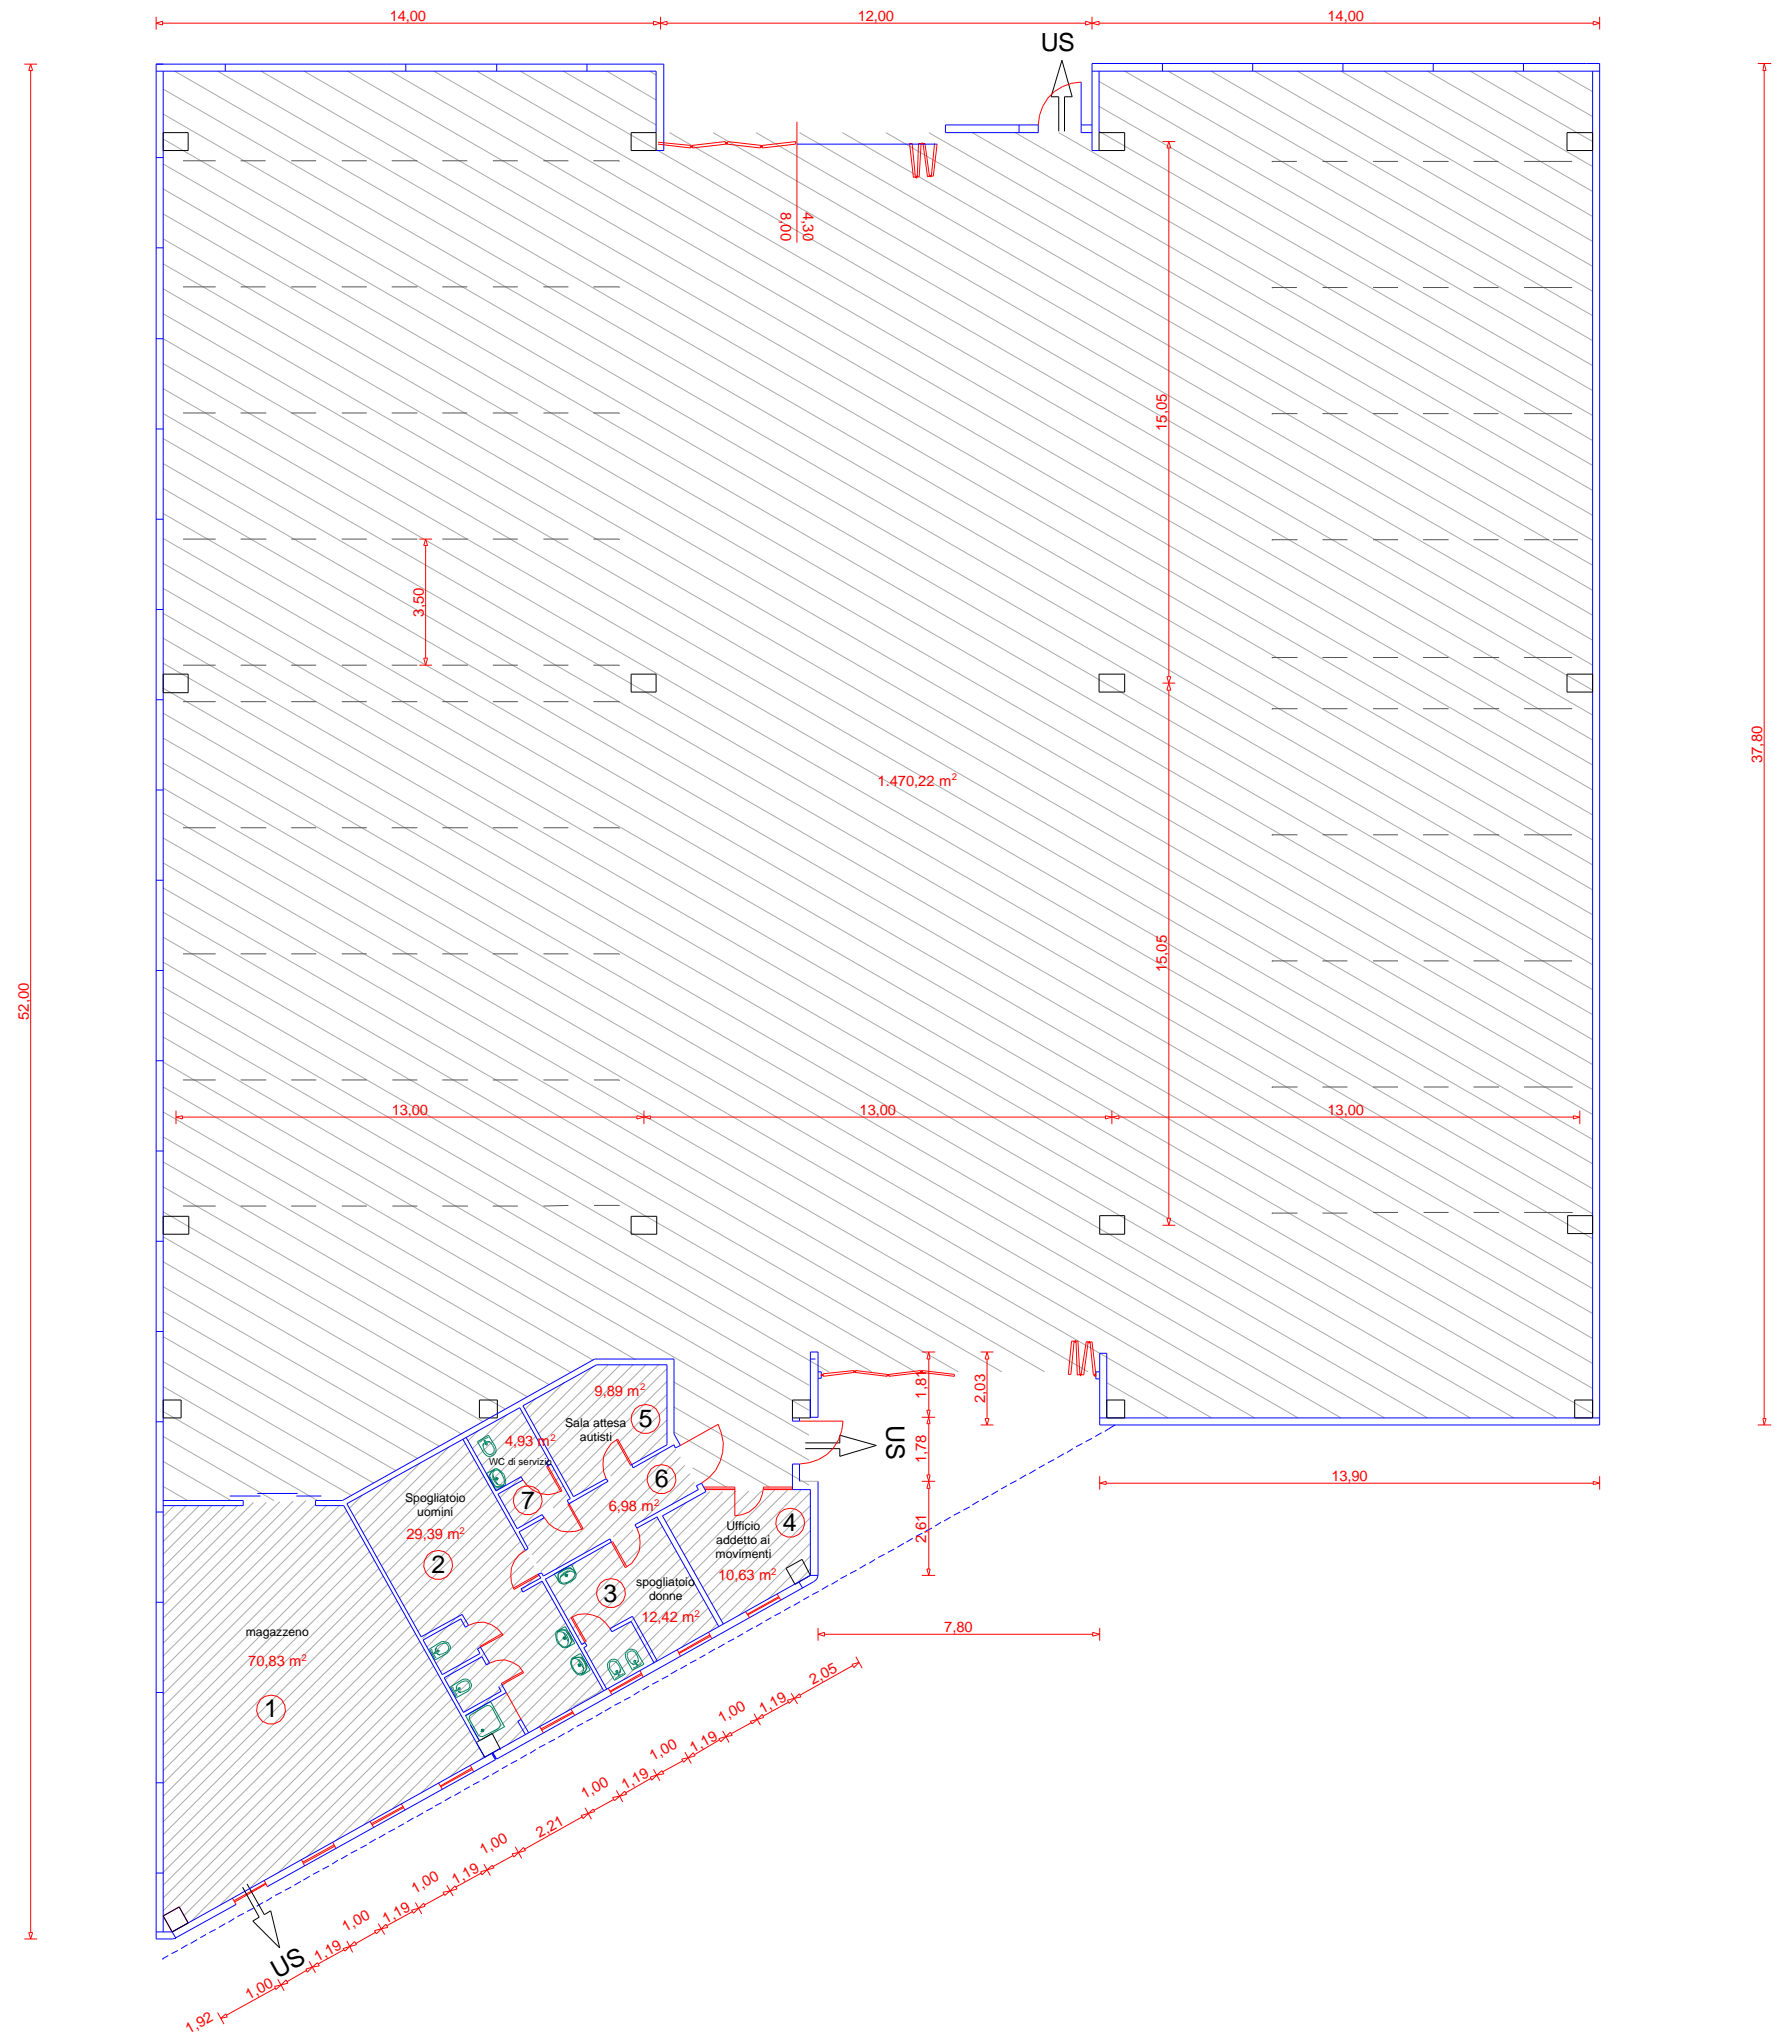 14,00
12,00
14,00
US
4,30
8,00
15,05
3,50
37,80
1.470,22 m²
15,05
52,00
13,00
13,00
13,00
1,81
2,03
9,89 m²
5
Sala attesa
autisti
4,93 m²
WC di servizio
US
1,78
6
13,90
7
6,98 m²
Spogliatoio
uomini
29,39 m²
2
4
Ufficio
addetto ai
movimenti
10,63 m²
2,61
3
spogliatoio
donne
12,42 m²
magazzeno
70,83 m²
1
7,80
2,05
1,19
1,00
1,19
1,00
1,19
1,00
2,21
1,00
1,19
1,00
1,19
1,00
1,19
1,00
1,92
US